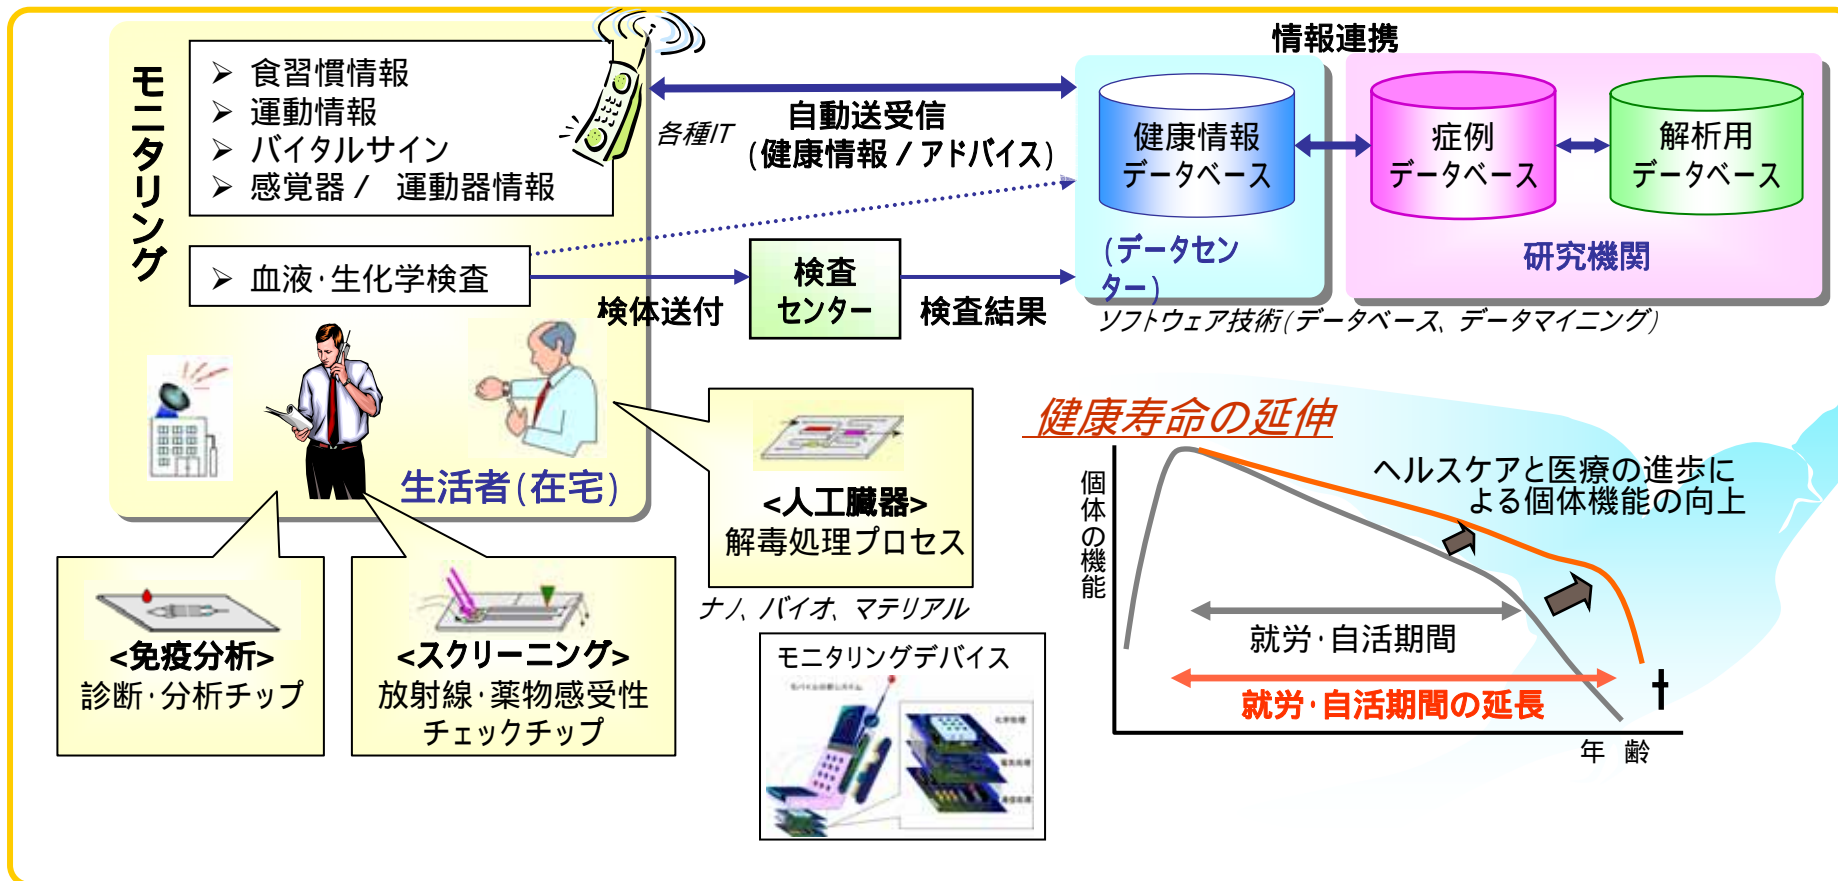 モニタリング
➢ 食習慣情報
➢ 運動情報
➢ バイタルサイン
➢ 感覚器 / 運動器情報
➢ 血液・生化学検査
生活者(在宅)
各種IT
自動送受信
(健康情報 / アドバイス)
検体送付
検査
センター
検査結果
情報連携
健康情報
データベース
(データセン
ター)
症例
データベース
解析用
データベース
研究機関
ソフトウェア技術(データベース、データマイニング)
<人工臓器>
解毒処理プロセス
ナノ、バイオ、マテリアル
<免疫分析>
診断・分析チップ
<スクリーニング>
放射線・薬物感受性
チェックチップ
モニタリングデバイス
健康寿命の延伸
個体の機能
ヘルスケアと医療の進歩に
よる個体機能の向上
就労・自活期間
就労・自活期間の延長
年 齢